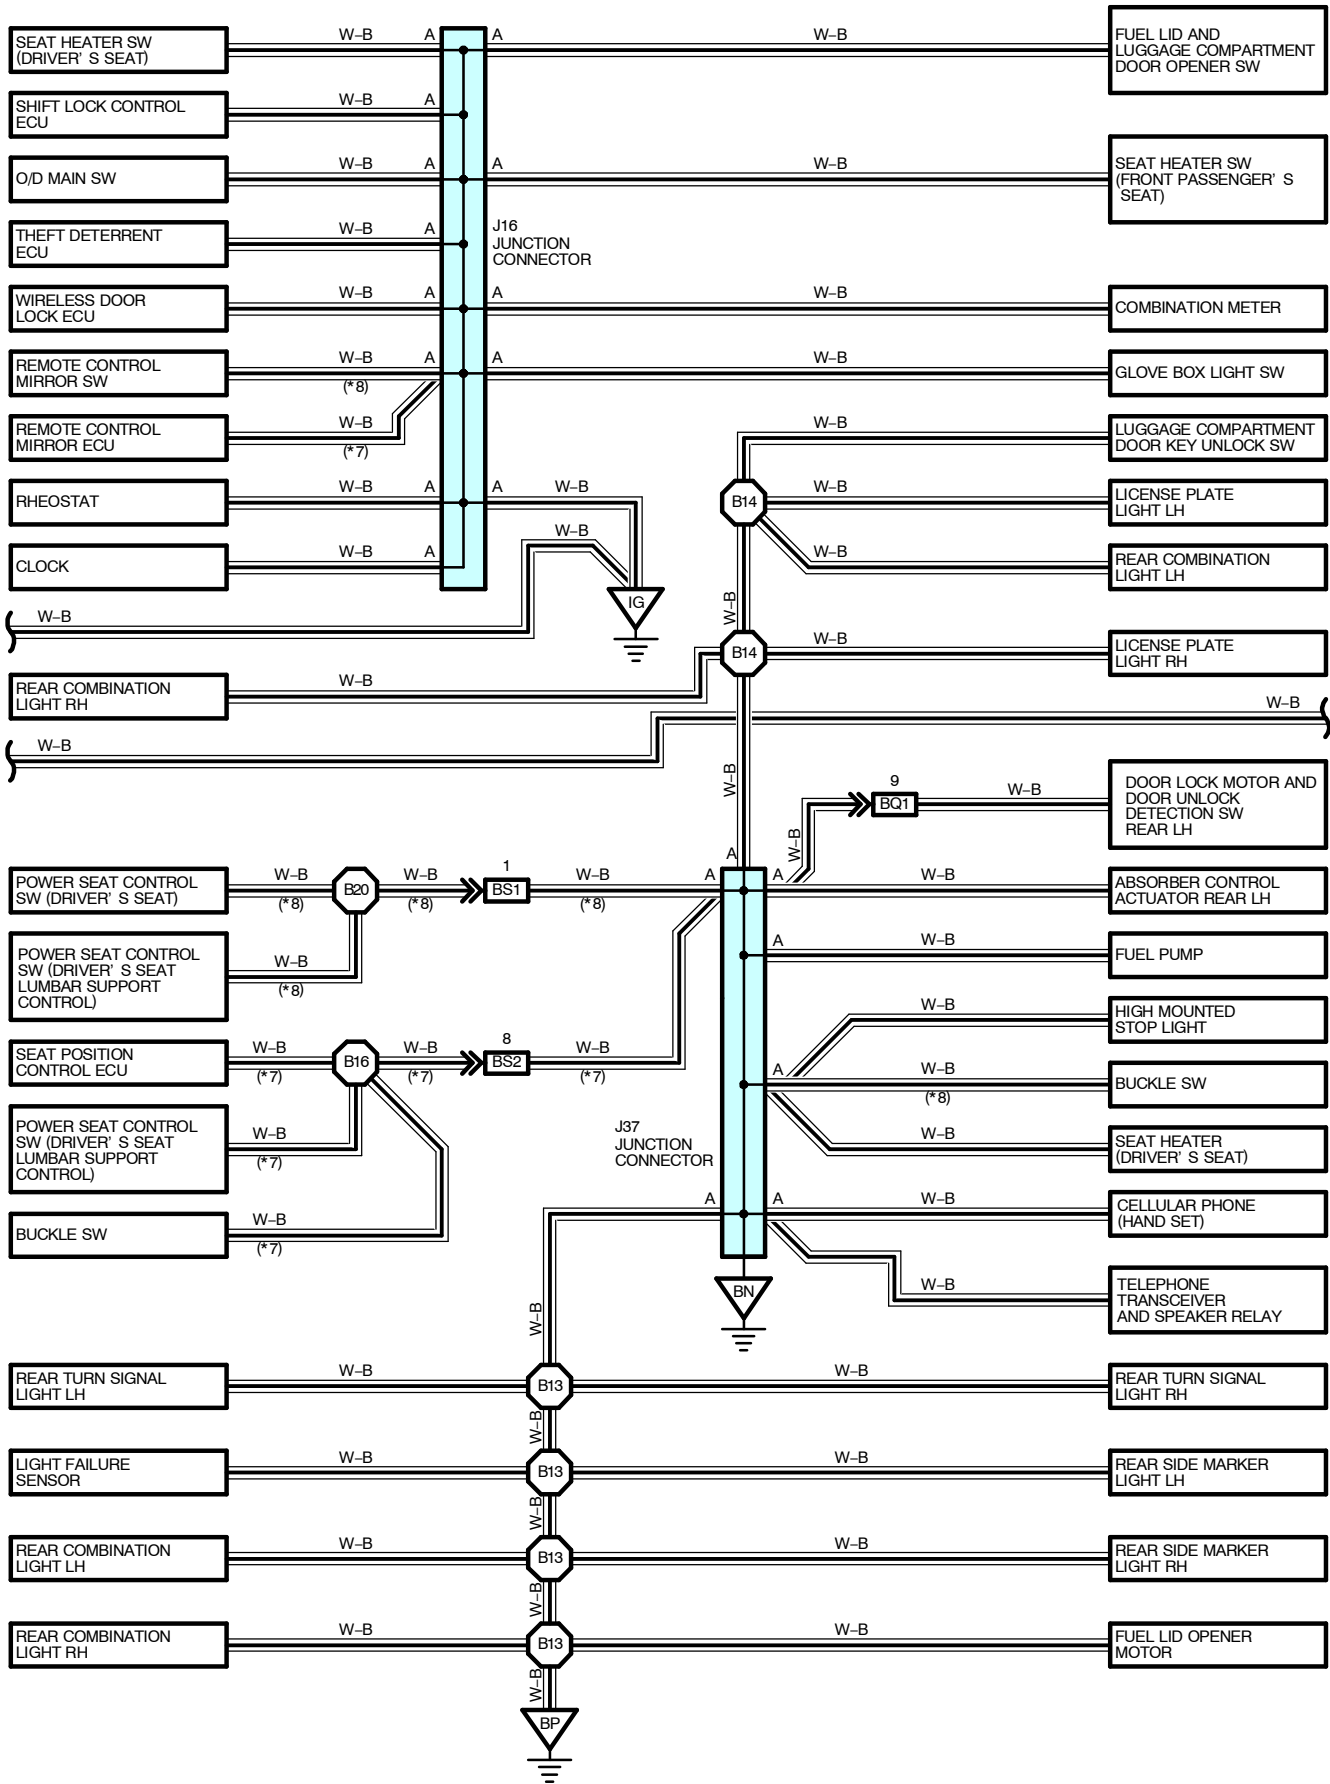 SEAT HEATER SW
(DRIVER' S SEAT)
W–B
A
A
W–B
FUEL LID AND
LUGGAGE COMPARTMENT
DOOR OPENER SW
SHIFT LOCK CONTROL
ECU
W–B
A
O/D MAIN SW
W–B
A
A
W–B
SEAT HEATER SW
(FRONT PASSENGER' S
SEAT)
THEFT DETERRENT
ECU
W–B
A
J16
JUNCTION
CONNECTOR
WIRELESS DOOR
LOCK ECU
W–B
A
A
W–B
COMBINATION METER
REMOTE CONTROL
MIRROR SW
W–B
(*8)
A
A
W–B
GLOVE BOX LIGHT SW
REMOTE CONTROL
MIRROR ECU
W–B
(*7)
W–B
LUGGAGE COMPARTMENT
DOOR KEY UNLOCK SW
RHEOSTAT
W–B
A
A
W–B
B14
W–B
LICENSE PLATE
LIGHT LH
CLOCK
W–B
A
W–B
W–B
REAR COMBINATION
LIGHT LH
W–B
IG
W–B
B14
W–B
LICENSE PLATE
LIGHT RH
REAR COMBINATION
LIGHT RH
W–B
W–B
W–B
W–B
9
BQ1
W–B
W–B
DOOR LOCK MOTOR AND
DOOR UNLOCK
DETECTION SW
REAR LH
A
POWER SEAT CONTROL
SW (DRIVER' S SEAT)
W–B
(*8)
B20
W–B
(*8)
1
BS1
W–B
(*8)
A
A
W–B
ABSORBER CONTROL
ACTUATOR REAR LH
POWER SEAT CONTROL
SW (DRIVER' S SEAT
LUMBAR SUPPORT
CONTROL)
W–B
(*8)
A
W–B
FUEL PUMP
W–B
HIGH MOUNTED
STOP LIGHT
SEAT POSITION
CONTROL ECU
W–B
(*7)
B16
W–B
(*7)
8
BS2
W–B
(*7)
A
W–B
(*8)
BUCKLE SW
POWER SEAT CONTROL
SW (DRIVER' S SEAT
LUMBAR SUPPORT
CONTROL)
W–B
(*7)
J37
JUNCTION
CONNECTOR
W–B
SEAT HEATER
(DRIVER' S SEAT)
BUCKLE SW
W–B
(*7)
A
A
W–B
CELLULAR PHONE
(HAND SET)
BN
W–B
TELEPHONE
TRANSCEIVER
AND SPEAKER RELAY
W–B
REAR TURN SIGNAL
LIGHT LH
W–B
B13
W–B
REAR TURN SIGNAL
LIGHT RH
W–B
LIGHT FAILURE
SENSOR
W–B
B13
W–B
REAR SIDE MARKER
LIGHT LH
W–B
REAR COMBINATION
LIGHT LH
W–B
B13
W–B
REAR SIDE MARKER
LIGHT RH
W–B
REAR COMBINATION
LIGHT RH
W–B
B13
W–B
FUEL LID OPENER
MOTOR
W–B
BP